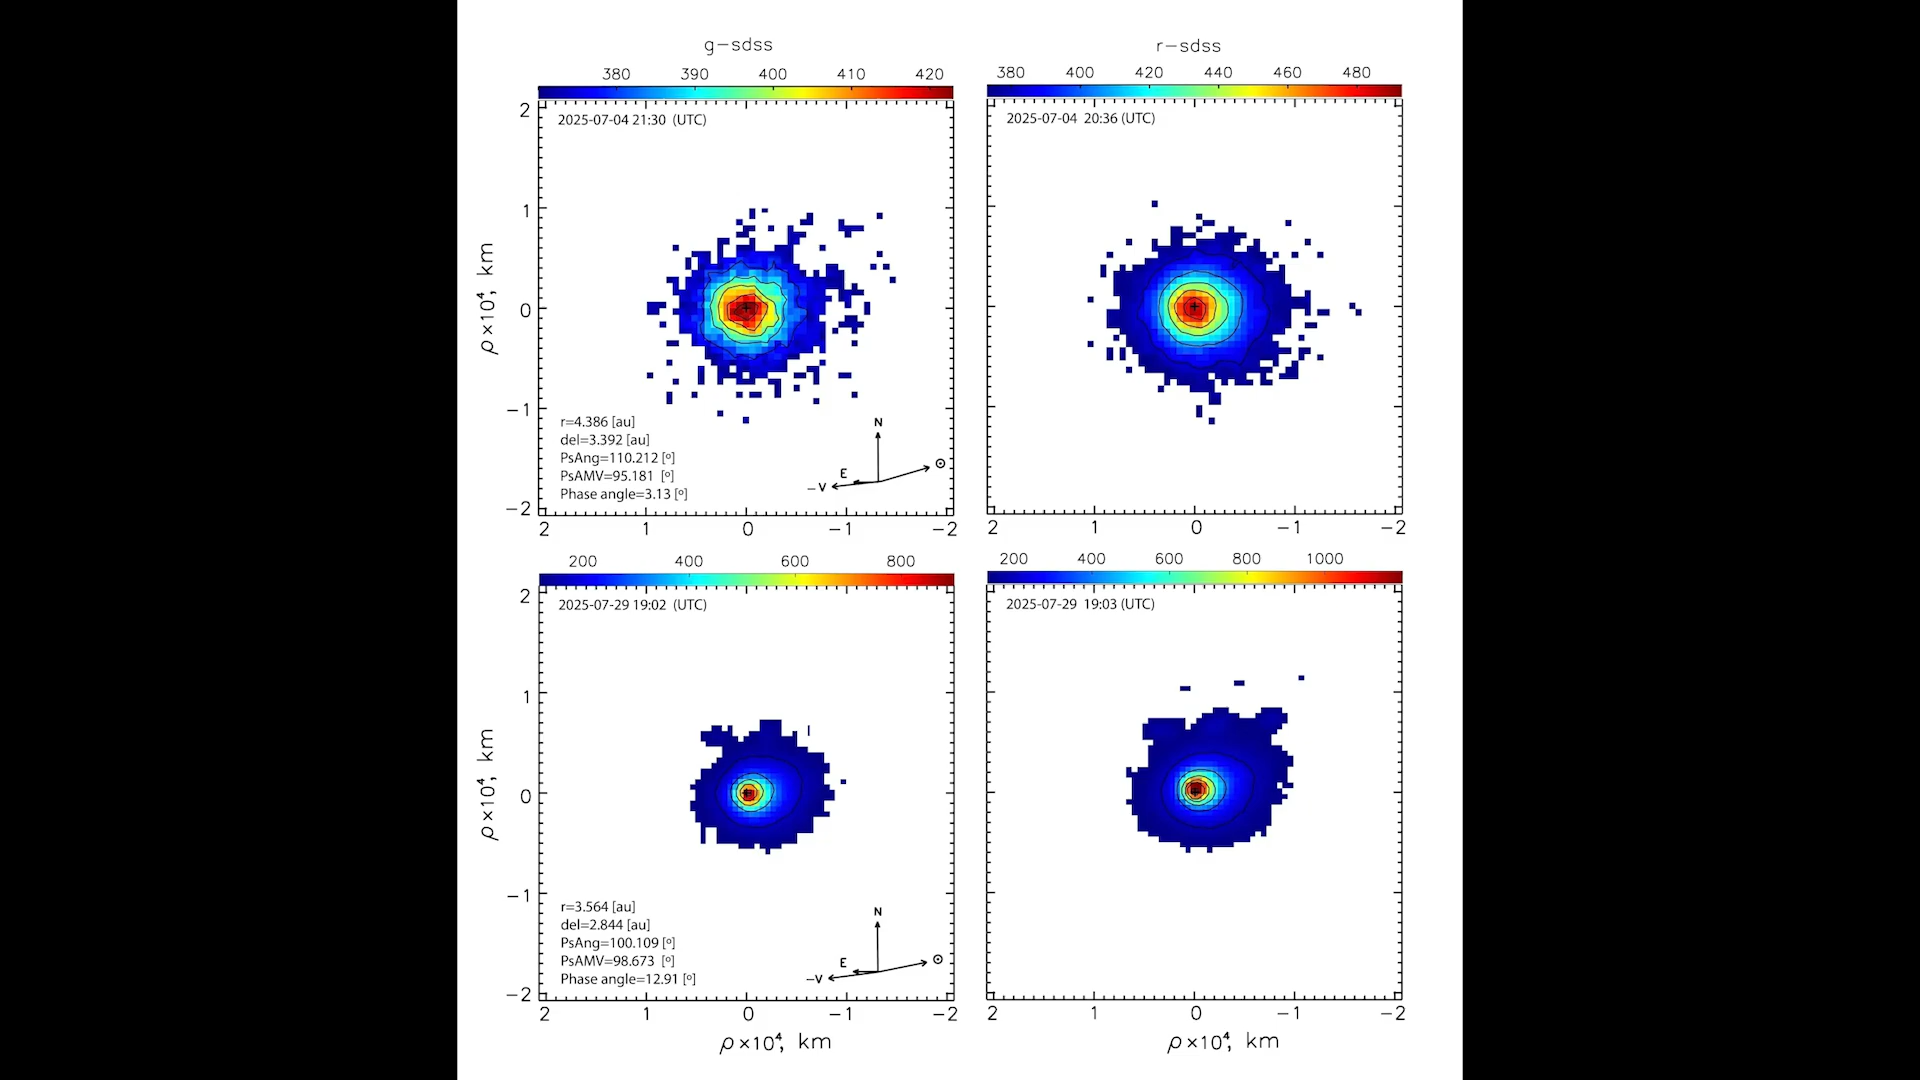 g-sdss
380 390 400 410 420
2025-07-04 21:30 (UTC)
2
1
0
-1
-2
ρ×10⁴, km
r=4.386 [au]
del=3.392 [au]
PsAng=110.212 [º]
PsAMV=95.181 [º]
Phase angle=3.13 [º]
N
E
-V
⊙
2 1 0 -1 -2
r-sdss
380 400 420 440 460 480
2025-07-04 20:36 (UTC)
2 1 0 -1 -2
200 400 600 800
2025-07-29 19:02 (UTC)
2
1
0
-1
-2
ρ×10⁴, km
r=3.564 [au]
del=2.844 [au]
PsAng=100.109 [º]
PsAMV=98.673 [º]
Phase angle=12.91 [º]
N
E
-V
⊙
2 1 0 -1 -2
ρ×10⁴, km
200 400 600 800 1000
2025-07-29 19:03 (UTC)
2 1 0 -1 -2
ρ×10⁴, km